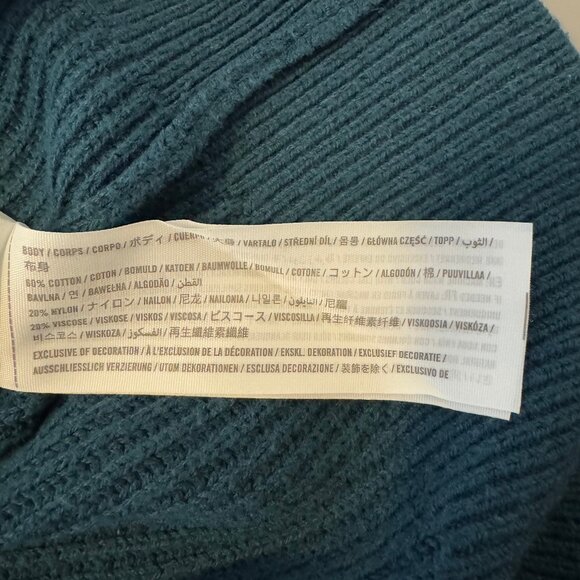 BODY / CORPS / CORPO / ボディ / CUERPO / 大身 / VARTALO / STŘEDNÍ DÍL / 몸통 / GŁÓWNA CZĘŚĆ / TOPP / الثوب /
布身
60% COTTON / COTON / BOMULD / KATOEN / BAUMWOLLE / BOMULL / COTONE / コットン / ALGODÓN / 棉 / PUUVILLAA /
BAVLNA / 면 / BAWEŁNA / ALGODÃO / القطن
20% NYLON / ナイロン / NAILON / 尼龙 / NAILONIA / 니일론 / النايلون / 尼龍
20% VISCOSE / VISKOSE / VISKOS / VISCOSA / ビスコース / VISCOSILLA / 再生纤维素纤维 / VISKOOSIA / VISKÓZA /
비스코스 / WISKOZA / الفسكوز / 再生纖維素纖維
EXCLUSIVE OF DECORATION / À L'EXCLUSION DE LA DÉCORATION / EKSKL. DEKORATION / EXCLUSIEF DECORATIE /
AUSSCHLIESSLICH VERZIERUNG / UTOM DEKORATIONEN / ESCLUSA DECORAZIONE / 装飾を除く / EXCLUSIVO DE